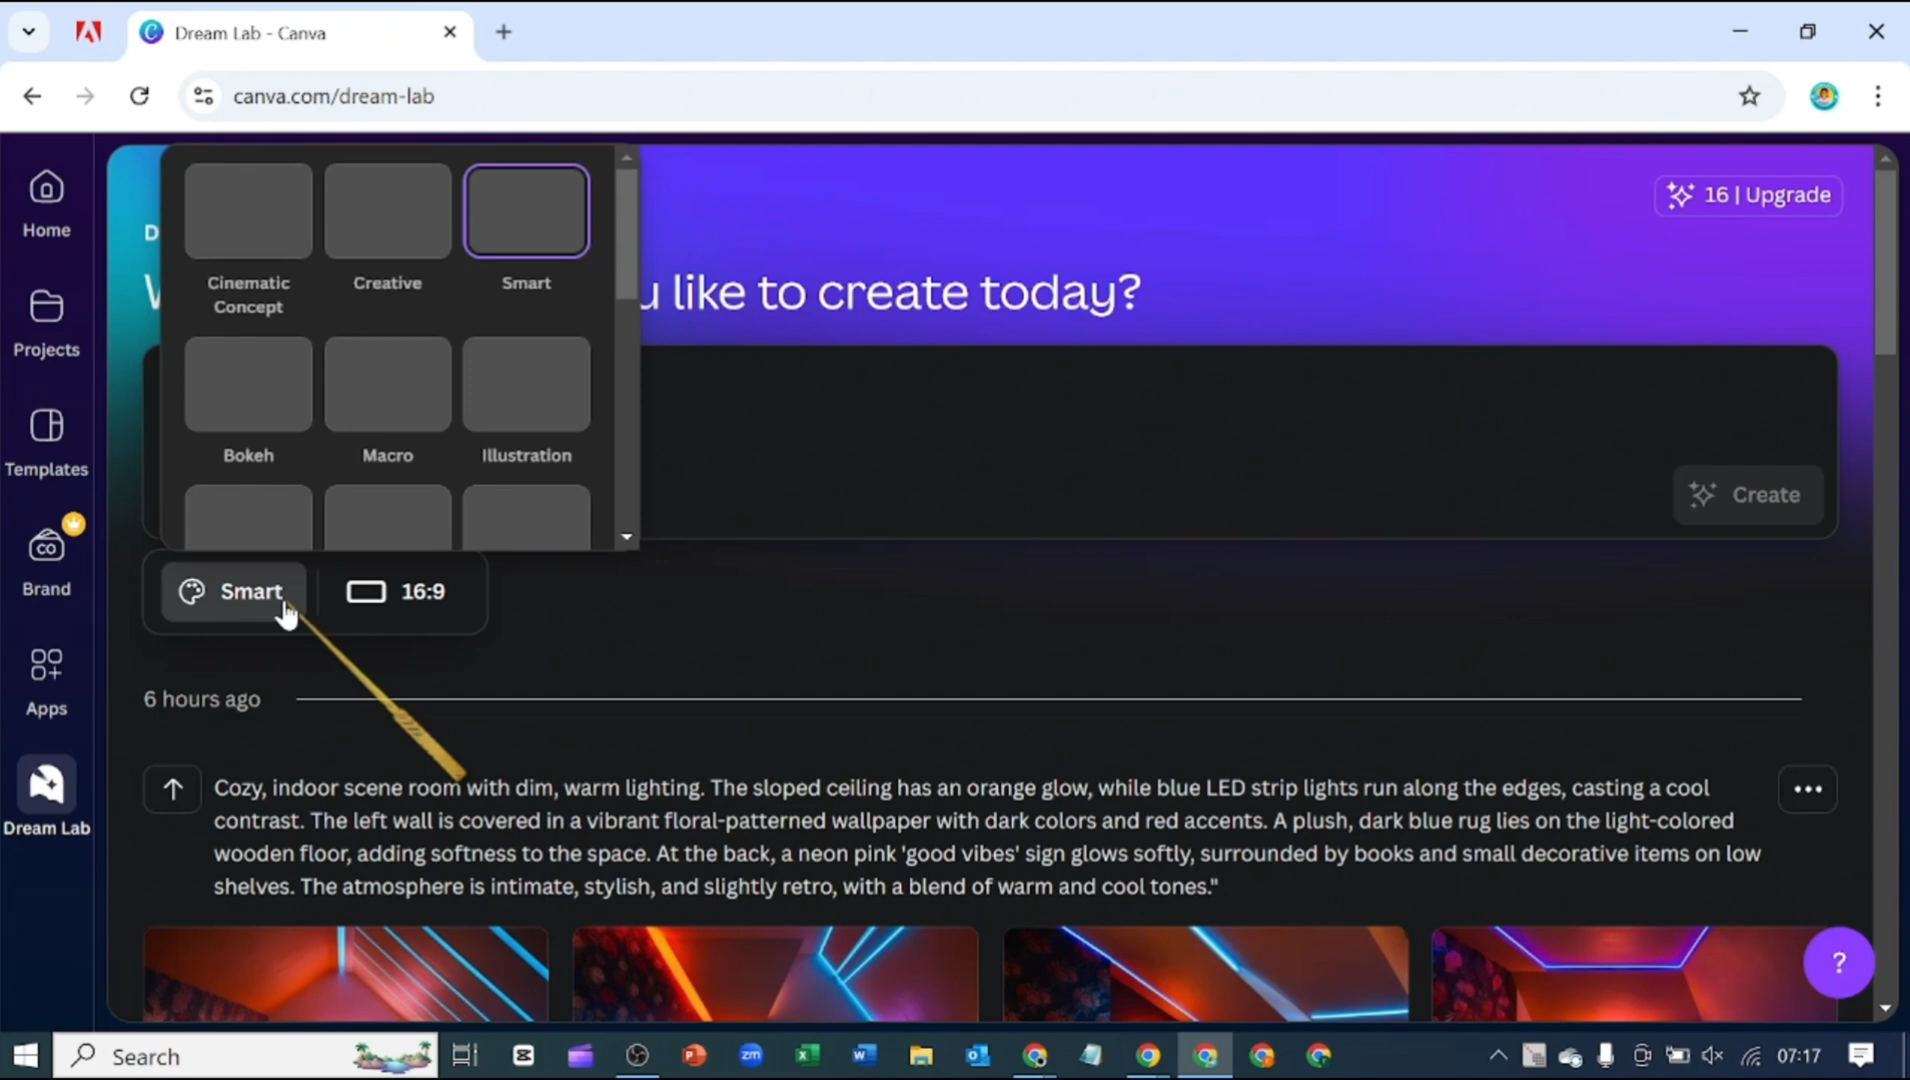 Dream Lab - Canva
canva.com/dream-lab
Home
Projects
Templates
CO
Brand
Apps
Dream Lab
16 | Upgrade
D
W
u like to create today?
Cinematic
Concept
Creative
Smart
Bokeh
Macro
Illustration
Create
Smart
16:9
6 hours ago
Cozy, indoor scene room with dim, warm lighting. The sloped ceiling has an orange glow, while blue LED strip lights run along the edges, casting a cool
contrast. The left wall is covered in a vibrant floral-patterned wallpaper with dark colors and red accents. A plush, dark blue rug lies on the light-colored
wooden floor, adding softness to the space. At the back, a neon pink 'good vibes' sign glows softly, surrounded by books and small decorative items on low
shelves. The atmosphere is intimate, stylish, and slightly retro, with a blend of warm and cool tones."
?
Search
zm
07:17